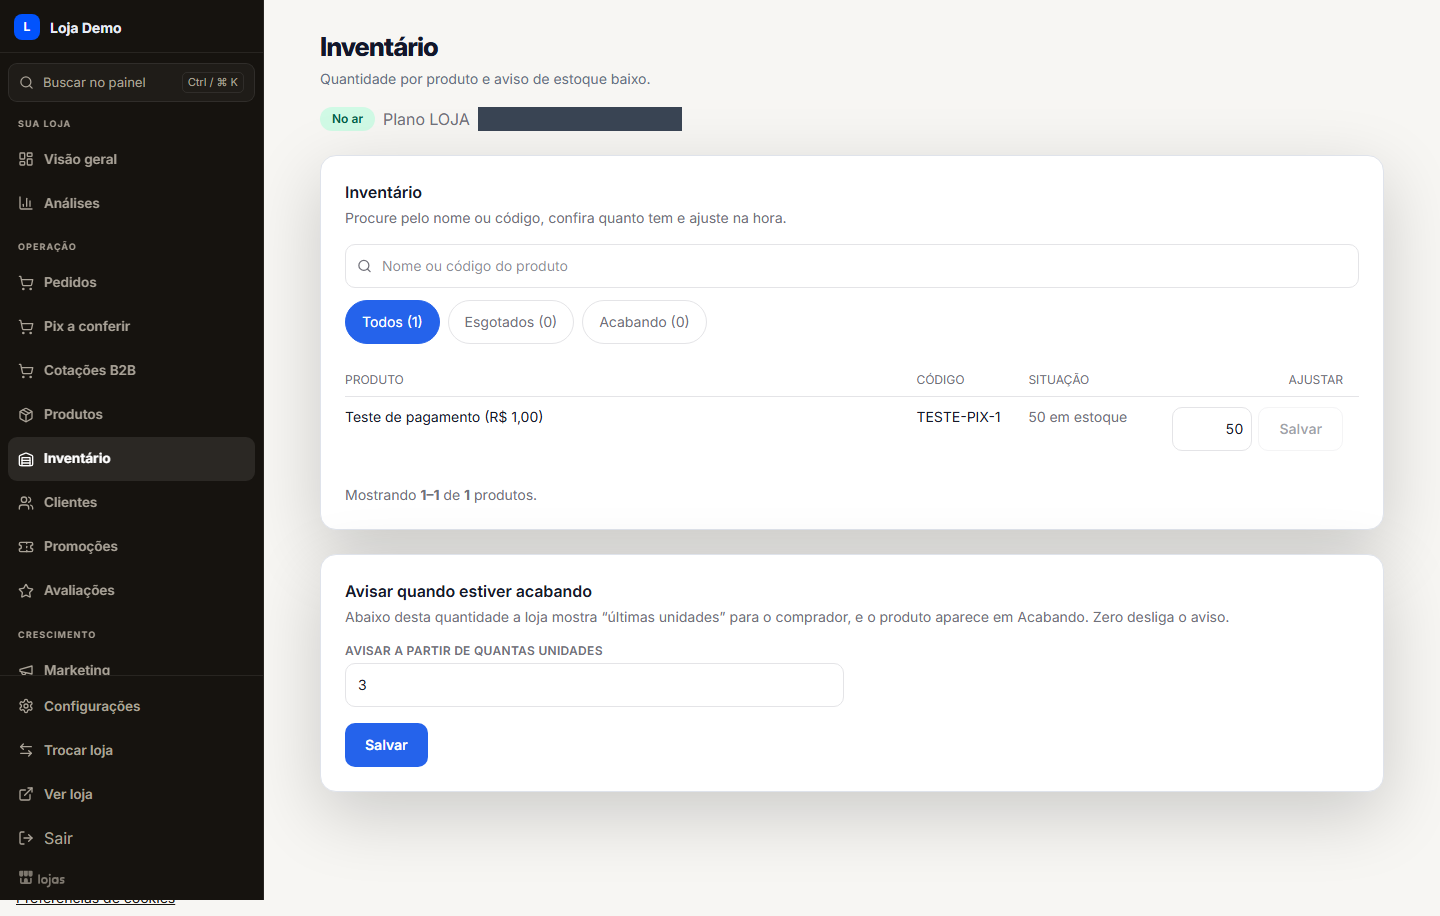 L Loja Demo
Buscar no painel Ctrl / ⌘ K
SUA LOJA
Visão geral
Análises
OPERAÇÃO
Pedidos
Pix a conferir
Cotações B2B
Produtos
Inventário
Clientes
Promoções
Avaliações
CRESCIMENTO
Marketing
Configurações
Trocar loja
Ver loja
Sair
lojas
Preferências de cookies
Inventário
Quantidade por produto e aviso de estoque baixo.
No ar Plano LOJA
Inventário
Procure pelo nome ou código, confira quanto tem e ajuste na hora.
Nome ou código do produto
Todos (1) Esgotados (0) Acabando (0)
PRODUTO CÓDIGO SITUAÇÃO AJUSTAR
Teste de pagamento (R$ 1,00) TESTE-PIX-1 50 em estoque 50 Salvar
Mostrando 1–1 de 1 produtos.
Avisar quando estiver acabando
Abaixo desta quantidade a loja mostra “últimas unidades” para o comprador, e o produto aparece em Acabando. Zero desliga o aviso.
AVISAR A PARTIR DE QUANTAS UNIDADES
3
Salvar